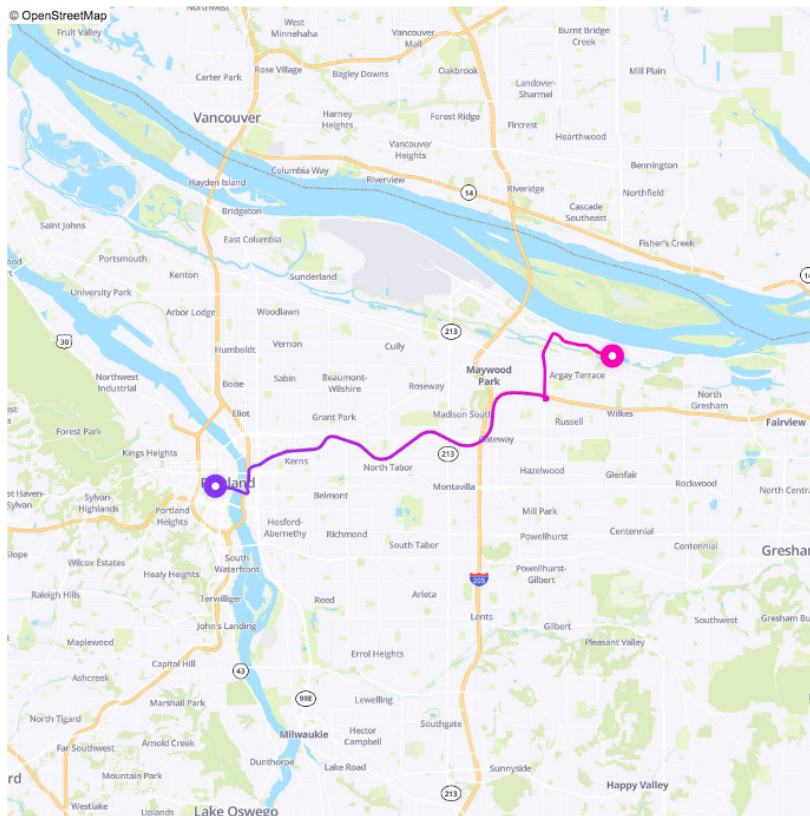 © OpenStreetMap
Northwest
Fruit Valley
West Minnehaha
Vancouver Mall
Burnt Bridge Creek
Rose Village
Oakbrook
Carter Park
Bagley Downs
Mill Plain
Landover-Sharmel
Vancouver
Harney Heights
Forest Ridge
Fircrest
Hearthwood
Vancouver Heights
Columbia Way
Bennington
Hayden Island
Riverview
14
Riveridge
Northfield
Bridgeton
Cascade Southeast
Saint Johns
East Columbia
Fisher's Creek
Portsmouth
Kenton
Sunderland
14
University Park
Arbor Lodge
Woodlawn
213
30
Humboldt
Vernon
Cully
Northwest Industrial
Boise
Sabin
Beaumont-Wilshire
Roseway
Maywood Park
Argay Terrace
North Gresham
Eliot
Grant Park
Madison South
Russell
Wilkes
Fairview
Forest Park
Kings Heights
Gateway
213
Kerns
North Tabor
Hazelwood
Glenfair
Rockwood
Montavilla
North Central
Sylvan Highlands
Portland Heights
Belmont
Mill Park
Hosford-Abernethy
Richmond
Powellhurst
Centennial
Slope
South Tabor
Centennial
Gresham
Wilcox Estates
South Waterfront
Healy Heights
Powellhurst-Gilbert
205
Raleigh Hills
Terwilliger
Reed
Arleta
Southwest
Gresham Bu
John's Landing
Lents
Gilbert
Maplewood
Pleasant Valley
Capitol Hill
43
Errol Heights
Ashcreek
Marshall Park
99E
Lewelling
North Tigard
Southgate
Arnold Creek
Milwaukie
Hector Campbell
Far Southwest
Dunthorpe
Lake Road
Sunnyside
Mountain Park
Happy Valley
Westlake
Uplands
Lake Oswego
213